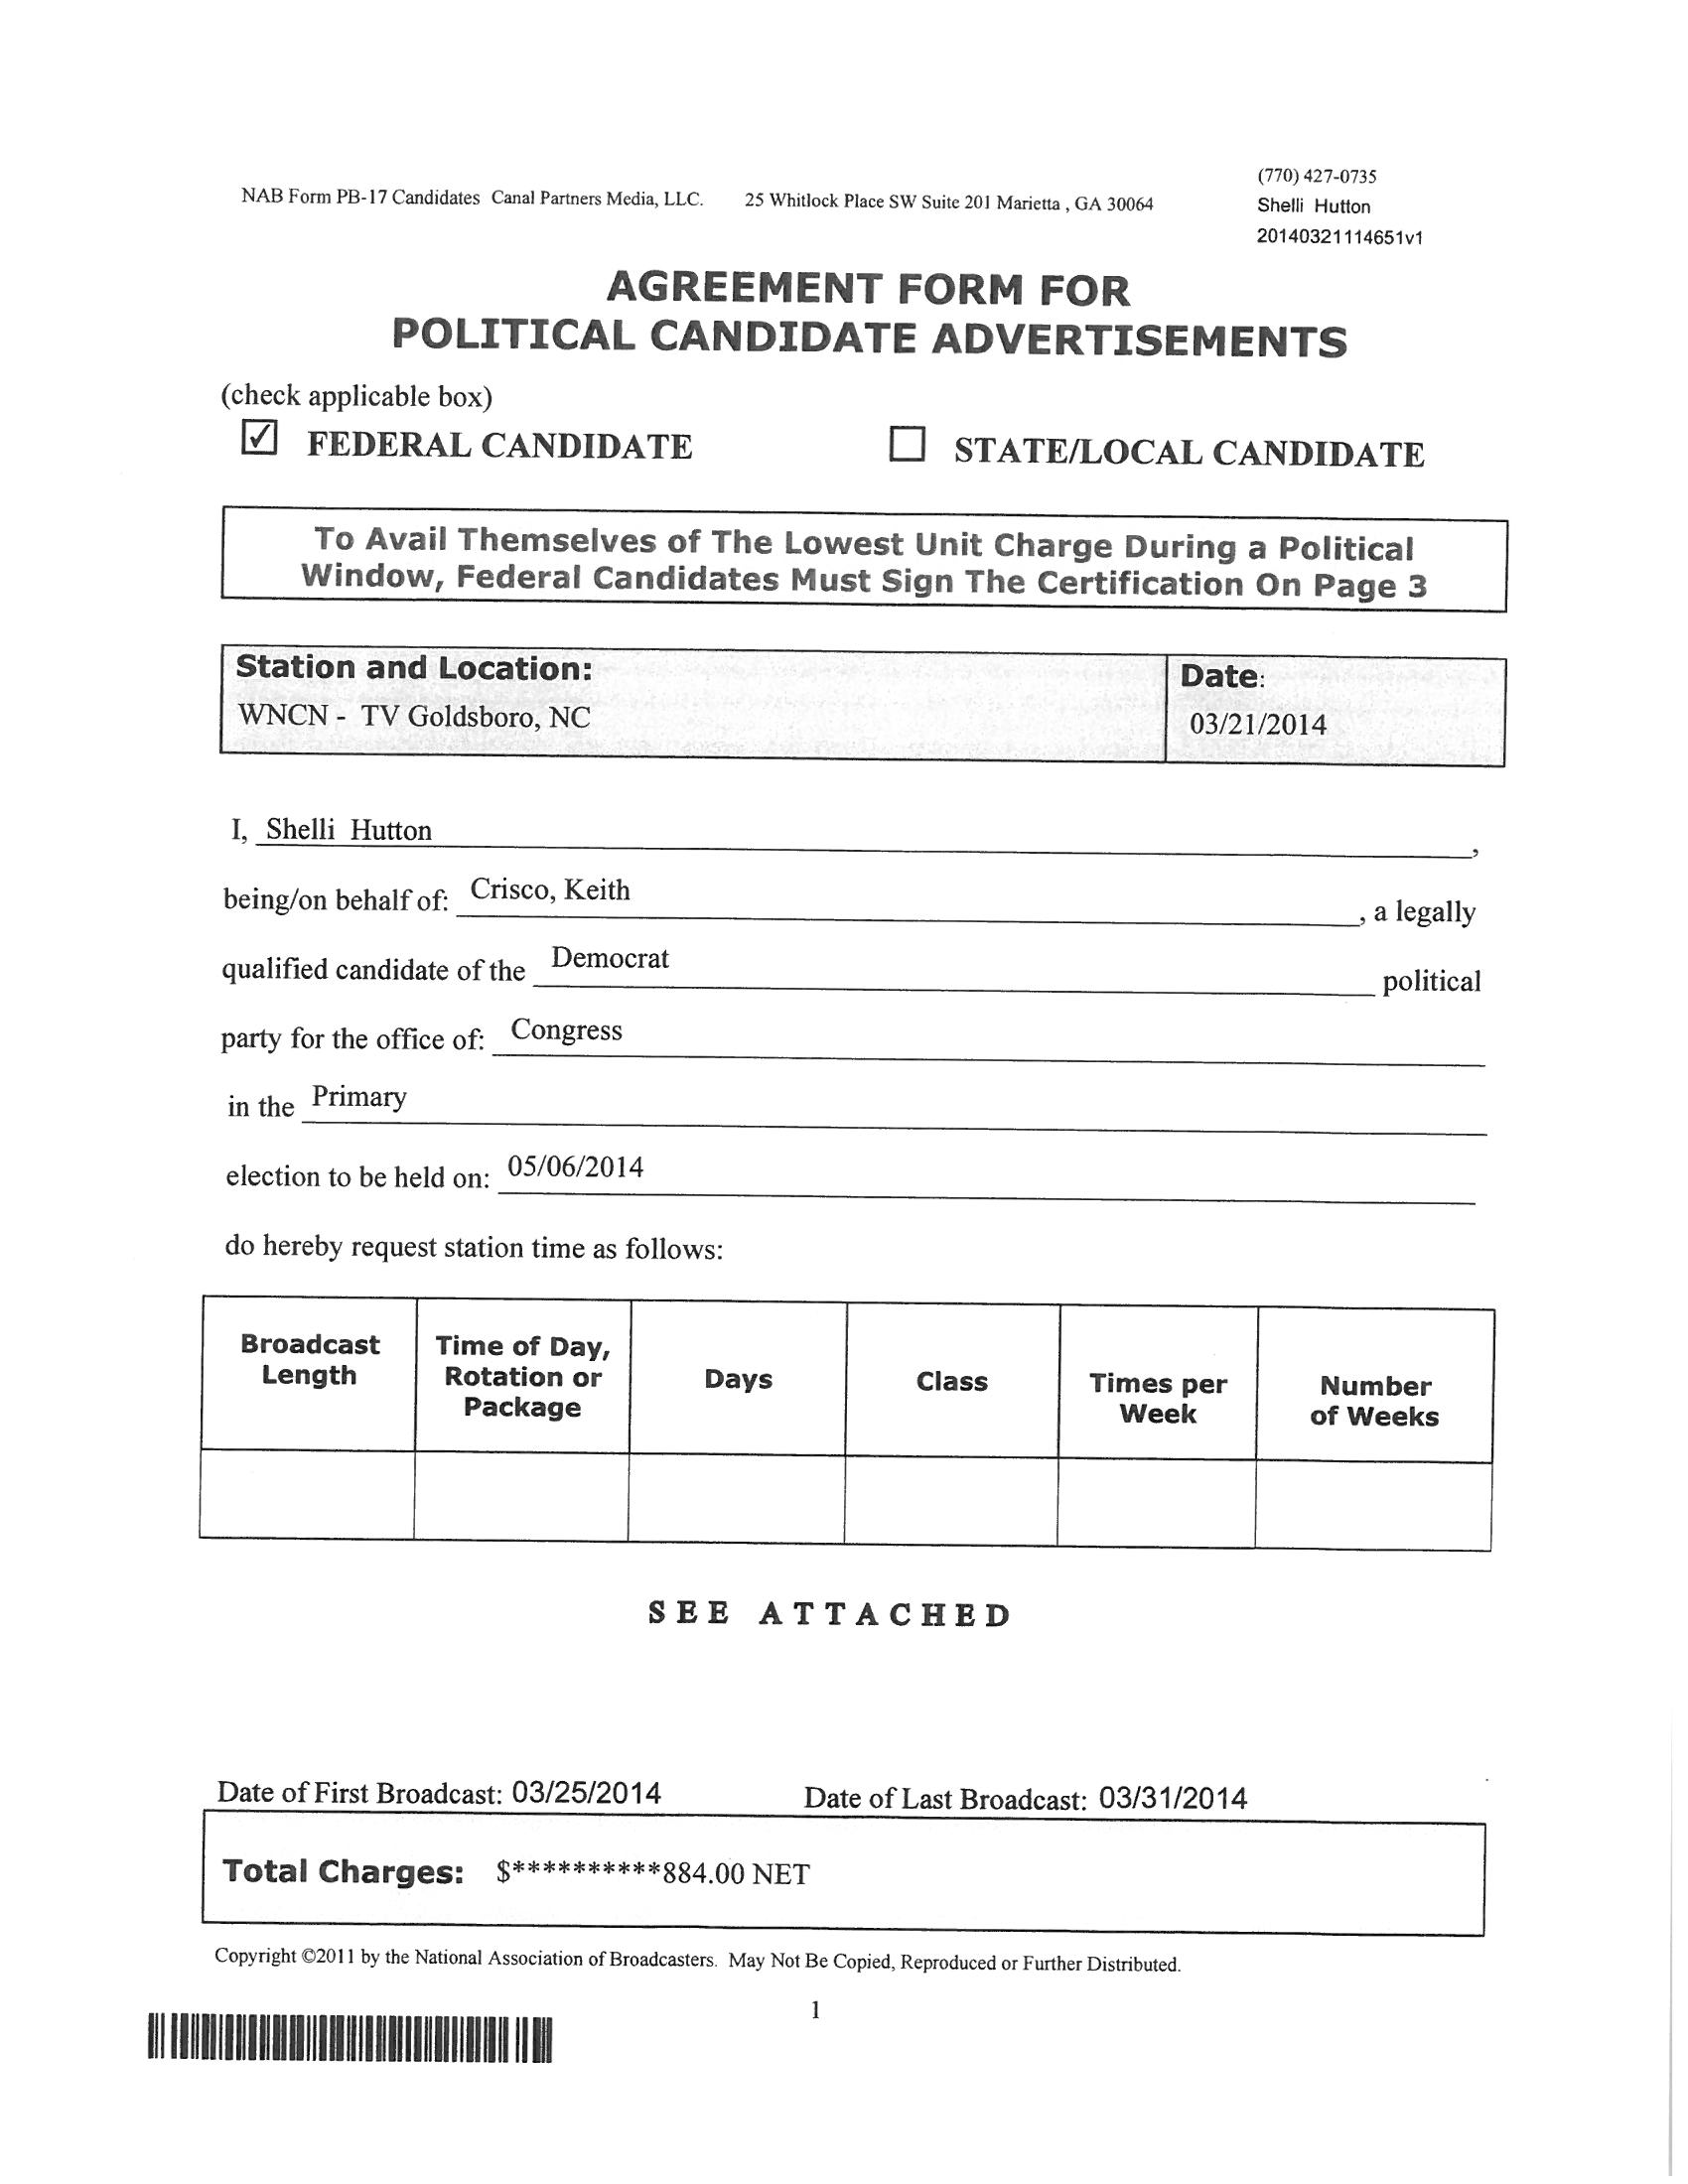 NAB Form PB-17 Candidates Canal Partners Media, LLC. 25 Whitlock Place SW Suite 201 Marietta , GA 30064
(770) 427-0735
Shelli Hutton
20140321114651v1
AGREEMENT FORM FOR
POLITICAL CANDIDATE ADVERTISEMENTS
(check applicable box)
☑ FEDERAL CANDIDATE ☐ STATE/LOCAL CANDIDATE
To Avail Themselves of The Lowest Unit Charge During a Political
Window, Federal Candidates Must Sign The Certification On Page 3
Station and Location: Date:
WNCN - TV Goldsboro, NC 03/21/2014
I, Shelli Hutton ,
being/on behalf of: Crisco, Keith , a legally
qualified candidate of the Democrat political
party for the office of: Congress
in the Primary
election to be held on: 05/06/2014
do hereby request station time as follows:
Broadcast Length Time of Day, Rotation or Package Days Class Times per Week Number of Weeks
SEE ATTACHED
Date of First Broadcast: 03/25/2014 Date of Last Broadcast: 03/31/2014
Total Charges: $**********884.00 NET
Copyright ©2011 by the National Association of Broadcasters. May Not Be Copied, Reproduced or Further Distributed.
1